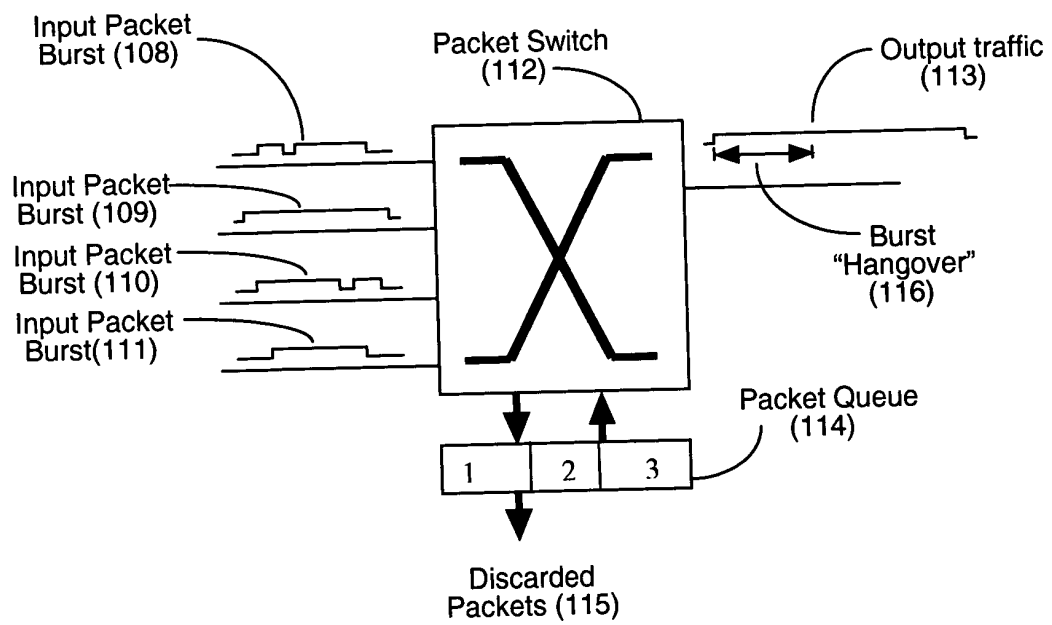 Input Packet
Burst (108)
Packet Switch
(112)
Output traffic
(113)
Input Packet
Burst (109)
Input Packet
Burst (110)
Input Packet
Burst(111)
Burst
“Hangover”
(116)
Packet Queue
(114)
1 2 3
Discarded
Packets (115)